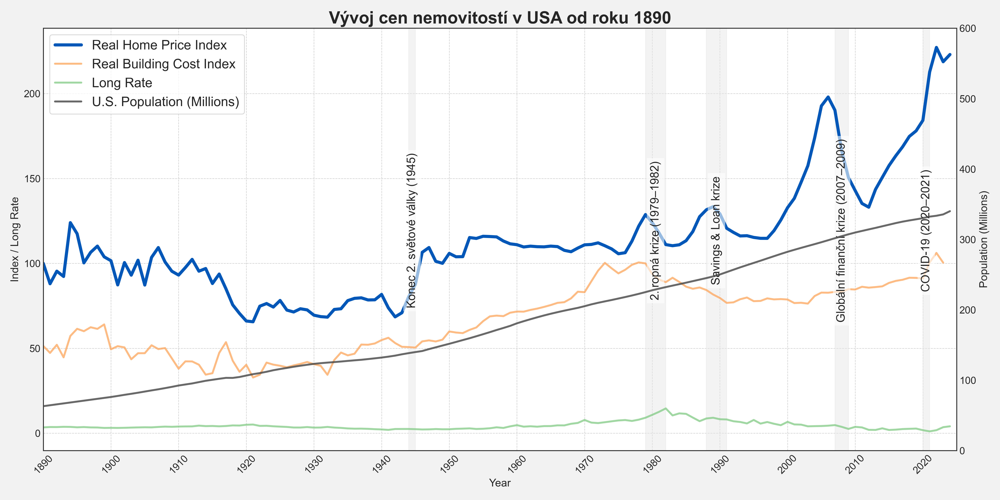 Vývoj cen nemovitostí v USA od roku 1890
Real Home Price Index
Real Building Cost Index
Long Rate
U.S. Population (Millions)
Index / Long Rate
200
150
100
50
0
Konec 2. světové války (1945)
2. ropná krize (1979–1982)
Savings & Loan krize
Globální finanční krize (2007–2009)
COVID-19 (2020–2021)
600
500
400
300
200
100
0
Population (Millions)
1890
1900
1910
1920
1930
1940
1950
1960
1970
1980
1990
2000
2010
2020
Year